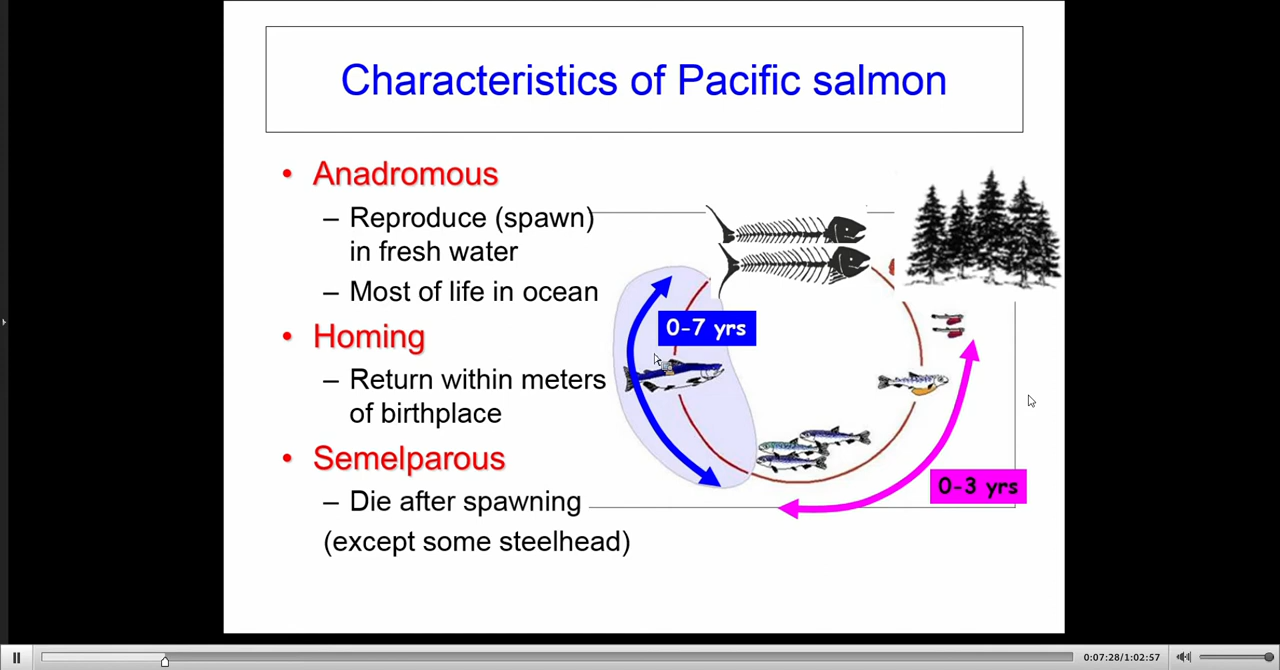 Characteristics of Pacific salmon
• Anadromous
– Reproduce (spawn)
in fresh water
– Most of life in ocean
• Homing
– Return within meters
of birthplace
• Semelparous
– Die after spawning
(except some steelhead)
0-7 yrs
0-3 yrs
0:07:28/1:02:57